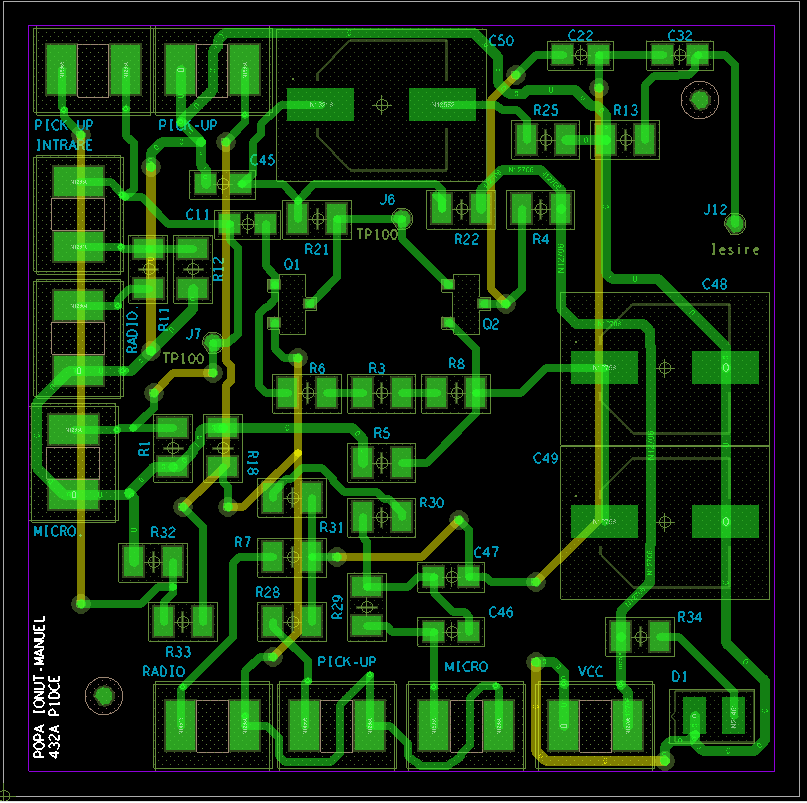 C50
C22
C32
PICK-UP
PICK-UP
INTRARE
R25
R13
C45
J6
TP100
C11
R21
R22
R4
J12
Iesire
Q1
R12
R11
RADIO
J7
TP100
Q2
C48
R6
R3
R8
R1
R18
R5
C49
MICRO
R30
R31
R32
R7
C47
R29
R28
C46
R33
R34
RADIO
PICK-UP
MICRO
VCC
D1
POPA IONUT-MANUEL
432A P1DCE